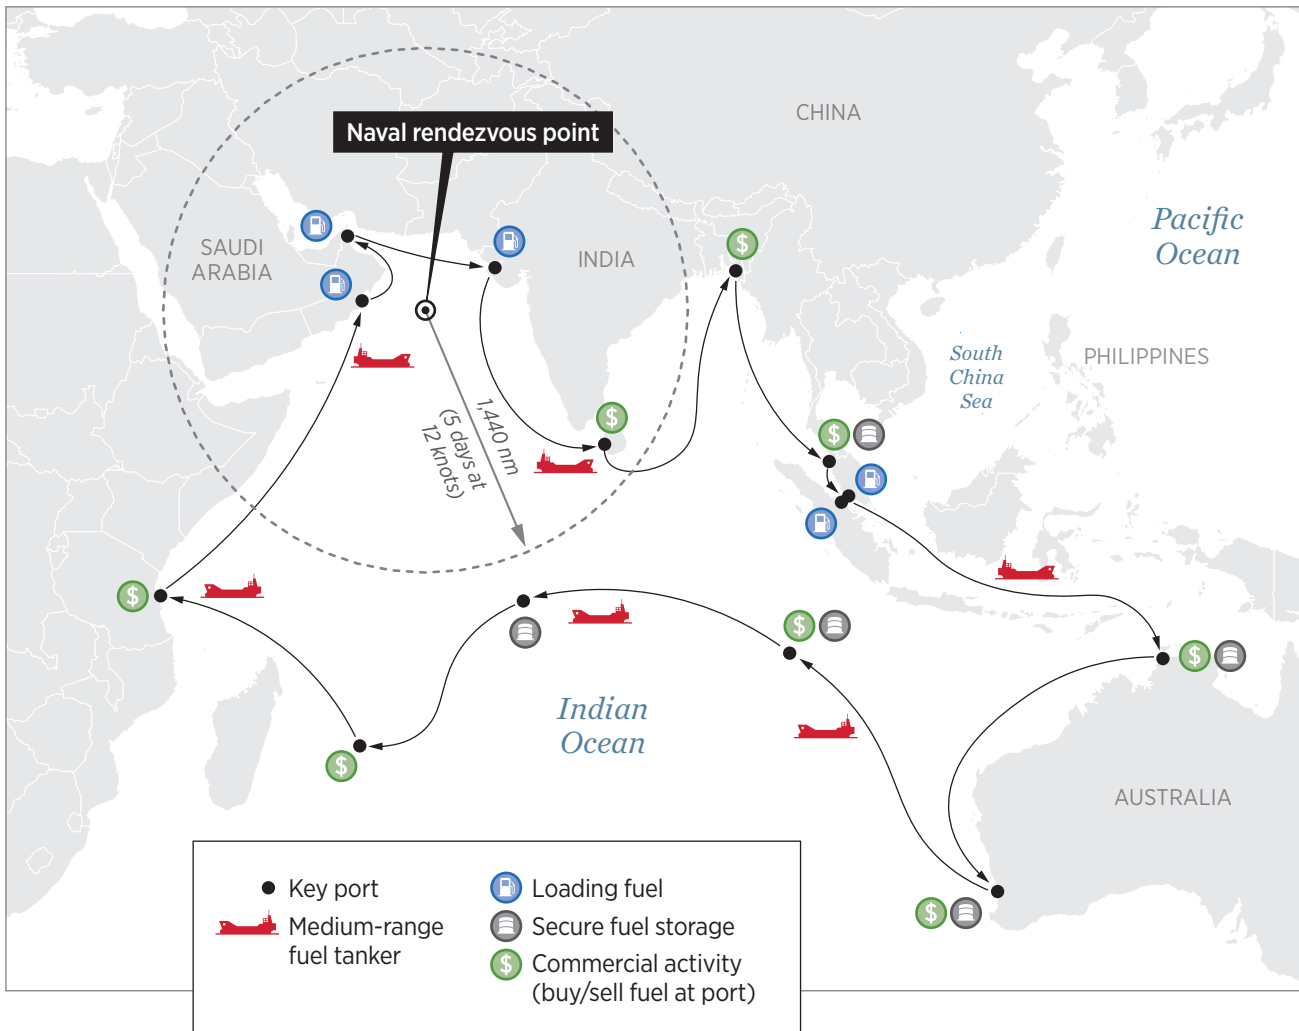 CHINA
Naval rendezvous point
Pacific
Ocean
SAUDI
ARABIA
INDIA
$
South
China
Sea
PHILIPPINES
1,440 nm
(5 days at
12 knots)
$
$
$
$
$
Indian
Ocean
$
AUSTRALIA
$
Key port
Medium-range
fuel tanker
Loading fuel
Secure fuel storage
$ Commercial activity
(buy/sell fuel at port)